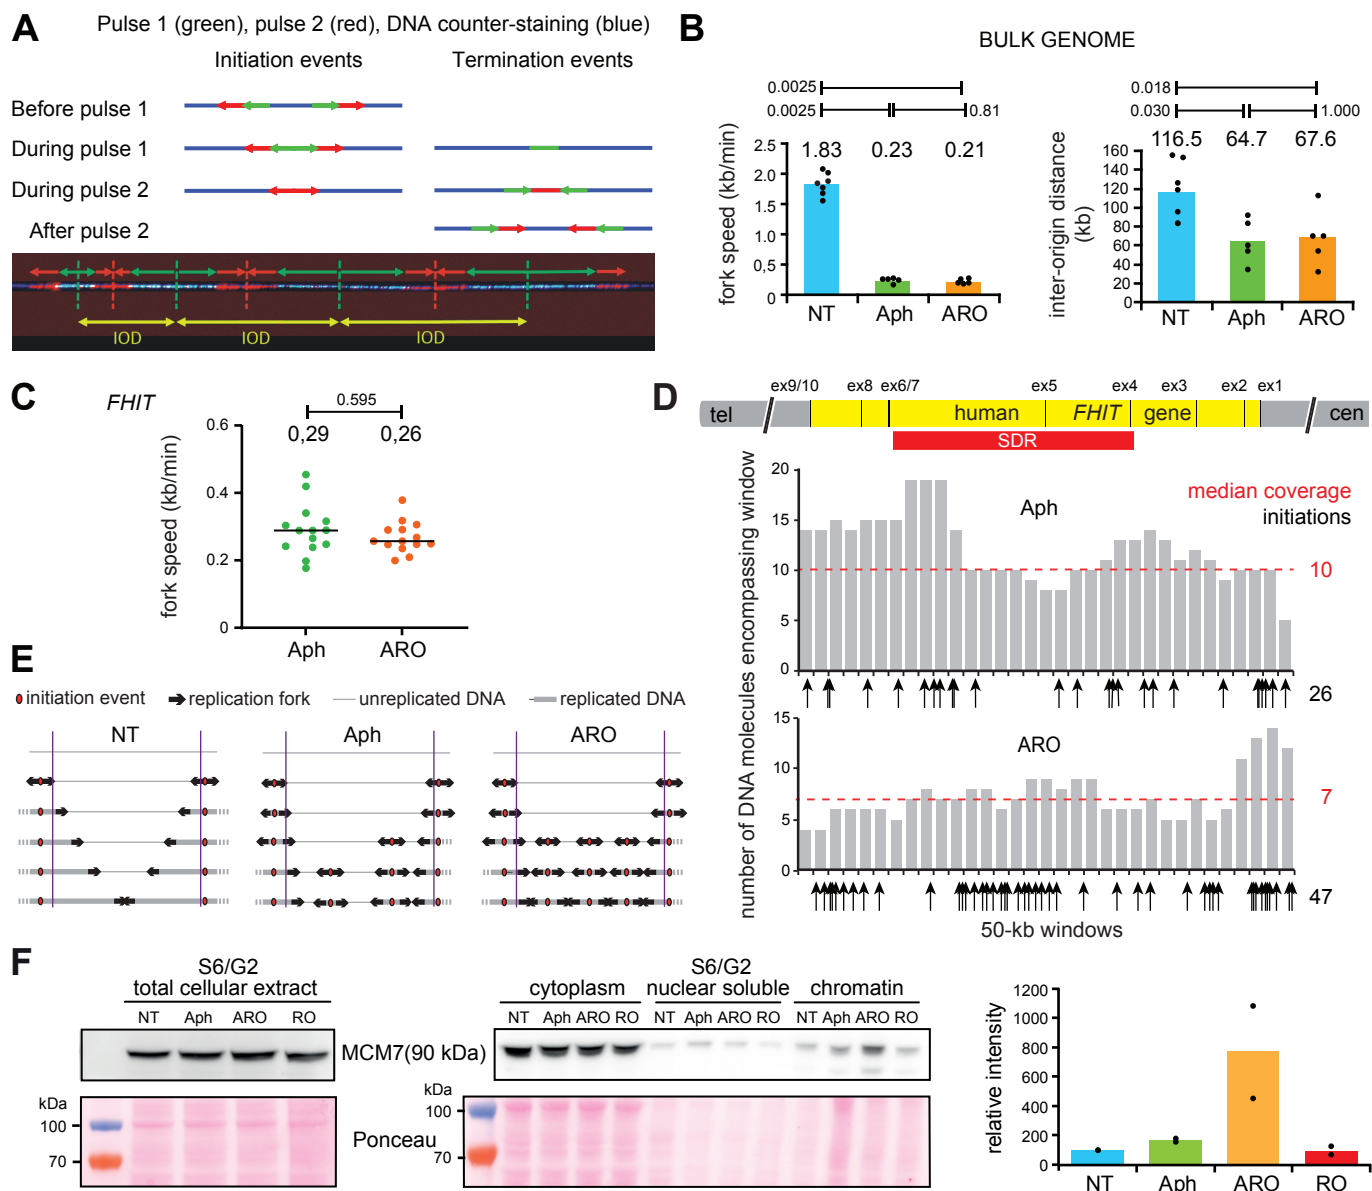 A
Pulse 1 (green), pulse 2 (red), DNA counter-staining (blue)
Initiation events
Termination events
Before pulse 1
During pulse 1
During pulse 2
After pulse 2
IOD
IOD
IOD
B
BULK GENOME
0.0025
0.0025
0.81
1.83
0.23
0.21
fork speed (kb/min)
2.5
2.0
1.5
1.0
0,5
0
NT
Aph
ARO
0.018
0.030
1.000
116.5
64.7
67.6
inter-origin distance
(kb)
160
140
120
100
80
60
40
20
0
NT
Aph
ARO
C
FHIT
0.595
0,29
0,26
fork speed (kb/min)
0.6
0.4
0.2
0
Aph
ARO
D
ex9/10
ex8
ex6/7
ex5
ex4
ex3
ex2
ex1
tel
human
FHIT
gene
cen
SDR
number of DNA molecules encompassing window
20
15
10
5
0
Aph
median coverage
initiations
10
26
15
10
5
0
ARO
7
47
50-kb windows
E
initiation event
replication fork
unreplicated DNA
replicated DNA
NT
Aph
ARO
F
S6/G2
total cellular extract
NT
Aph
ARO
RO
MCM7(90 kDa)
kDa
100
70
Ponceau
S6/G2
cytoplasm
nuclear soluble
chromatin
NT
Aph
ARO
RO
NT
Aph
ARO
RO
NT
Aph
ARO
RO
kDa
100
70
relative intensity
1200
1000
800
600
400
200
0
NT
Aph
ARO
RO